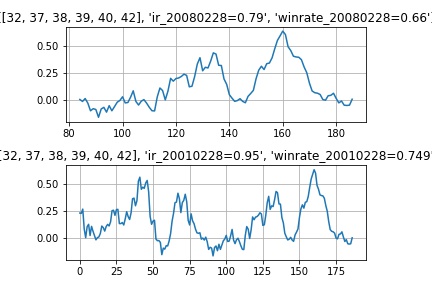 [32, 37, 38, 39, 40, 42], 'ir_20080228=0.79', 'winrate_20080228=0.66'
0.50
0.25
0.00
80 100 120 140 160 180
[32, 37, 38, 39, 40, 42], 'ir_20010228=0.95', 'winrate_20010228=0.749'
0.50
0.25
0.00
0 25 50 75 100 125 150 175